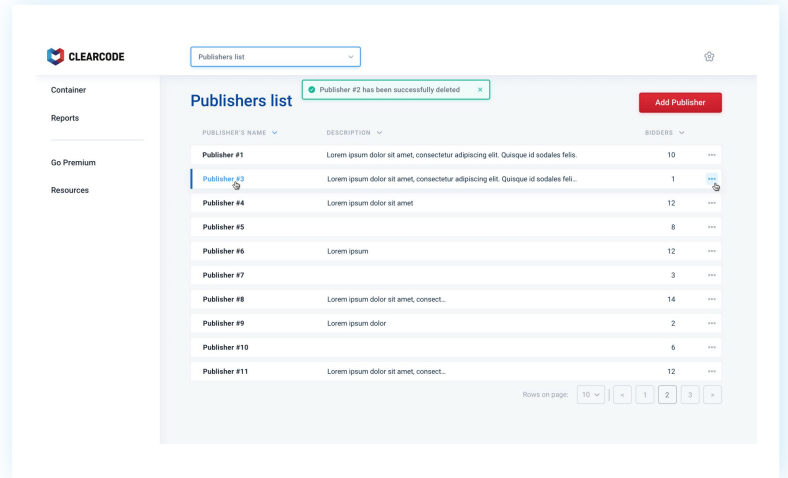 CLEARCODE
Publishers list
Container
Reports
Go Premium
Resources
Publisher #2 has been successfully deleted ×
Publishers list
Add Publisher
PUBLISHER'S NAME DESCRIPTION BIDDERS
Publisher #1 Lorem ipsum dolor sit amet, consectetur adipiscing elit. Quisque id sodales felis. 10 •••
Publisher #3 Lorem ipsum dolor sit amet, consectetur adipiscing elit. Quisque id sodales feli... 1 •••
Publisher #4 Lorem ipsum dolor sit amet 12 •••
Publisher #5 8 •••
Publisher #6 Lorem ipsum 12 •••
Publisher #7 3 •••
Publisher #8 Lorem ipsum dolor sit amet, consect... 14 •••
Publisher #9 Lorem ipsum dolor 2 •••
Publisher #10 6 •••
Publisher #11 Lorem ipsum dolor sit amet, consect... 12 •••
Rows on page: 10 | < 1 2 3 >